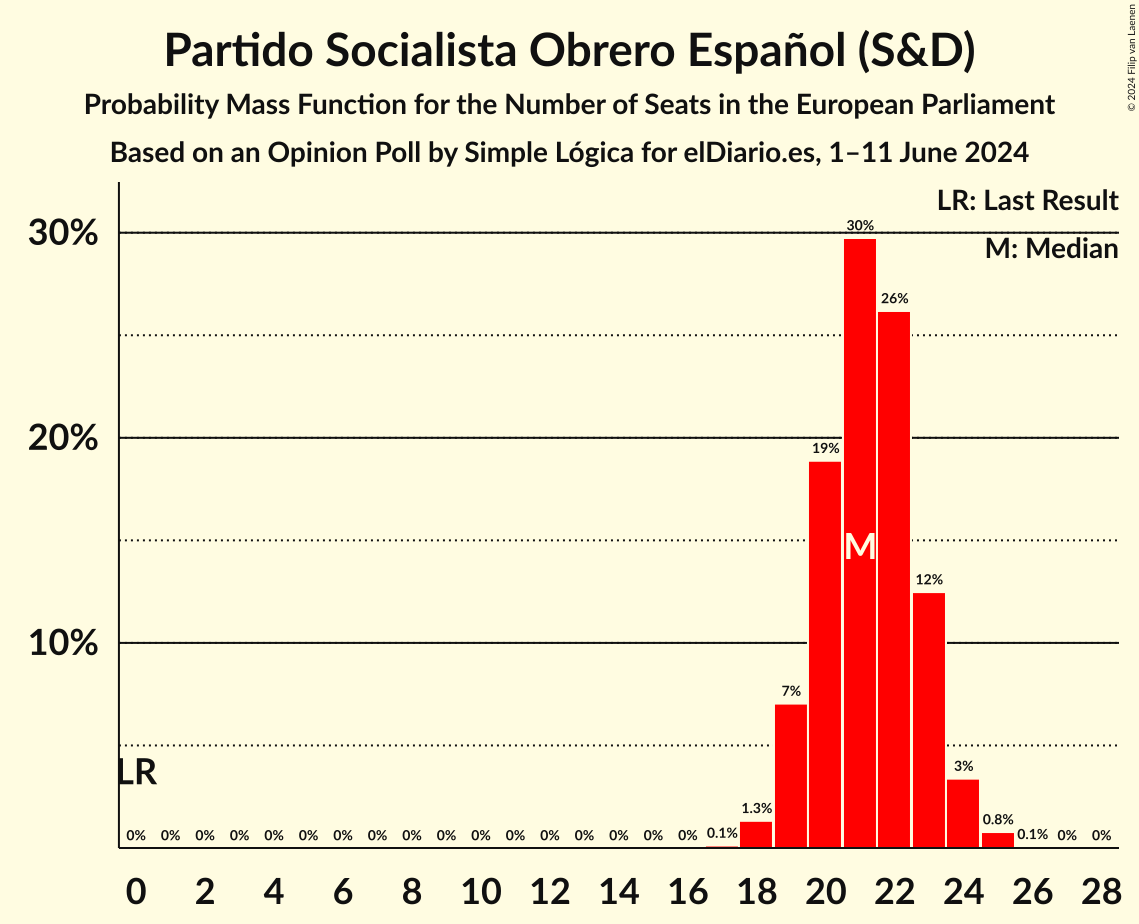 Partido Socialista Obrero Español (S&D)
Probability Mass Function for the Number of Seats in the European Parliament
Based on an Opinion Poll by Simple Lógica for elDiario.es, 1–11 June 2024
© 2024 Filip van Laenen
LR: Last Result
M: Median
30%
20%
10%
30%
26%
19%
M
12%
7%
LR
3%
0% 0% 0% 0% 0% 0% 0% 0% 0% 0% 0% 0% 0% 0% 0% 0% 0% 0.1% 1.3% 0.8% 0.1% 0% 0%
0 2 4 6 8 10 12 14 16 18 20 22 24 26 28